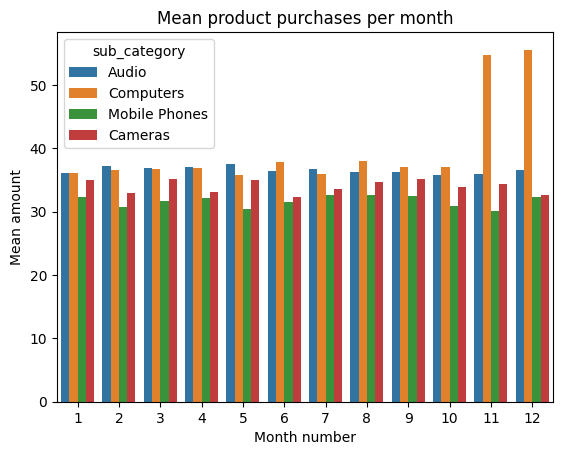 Mean product purchases per month
sub_category
Audio
Computers
Mobile Phones
Cameras
Mean amount
50
40
30
20
10
0
1 2 3 4 5 6 7 8 9 10 11 12
Month number